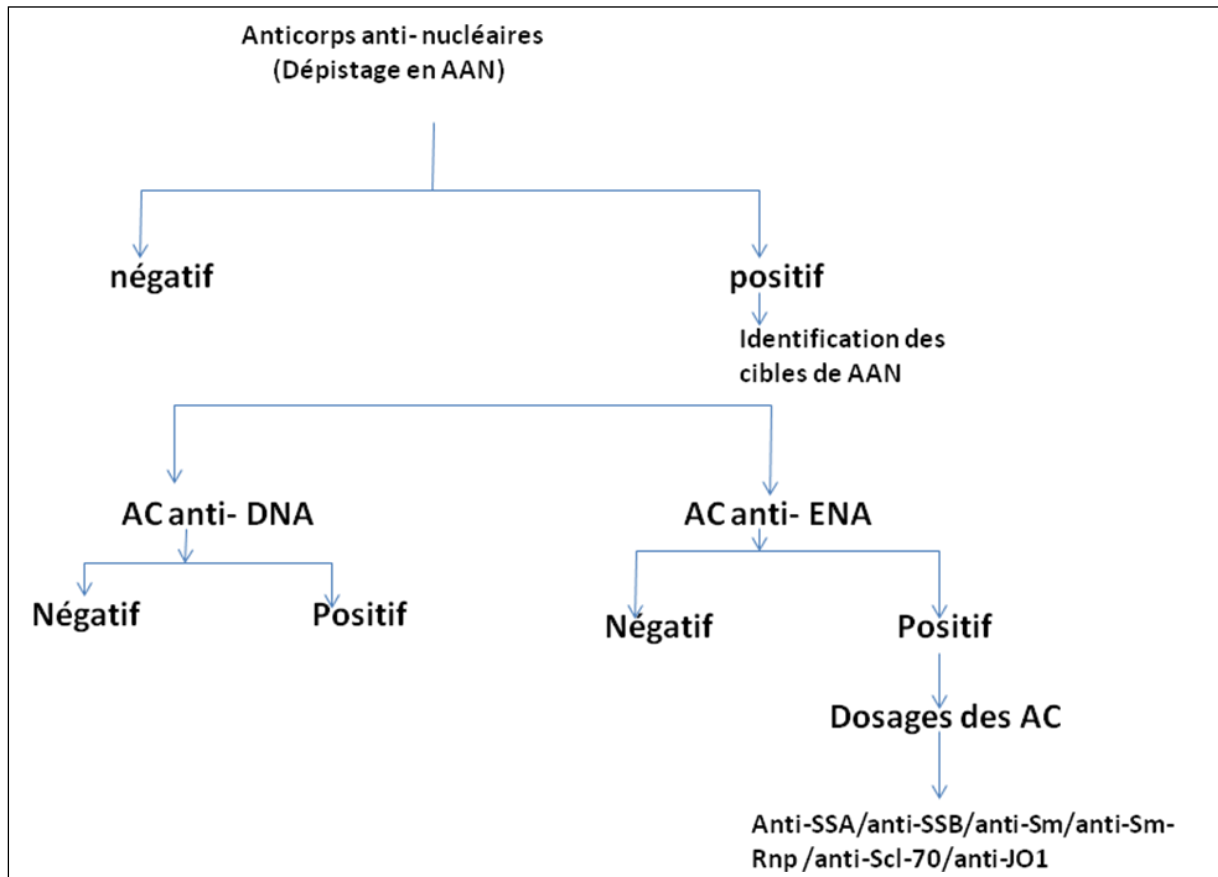 Anticorps anti- nucléaires
(Dépistage en AAN)
négatif
positif
Identification des
cibles de AAN
AC anti- DNA
AC anti- ENA
Négatif
Positif
Négatif
Positif
Dosages des AC
Anti-SSA/anti-SSB/anti-Sm/anti-Sm-
Rnp /anti-Scl-70/anti-JO1